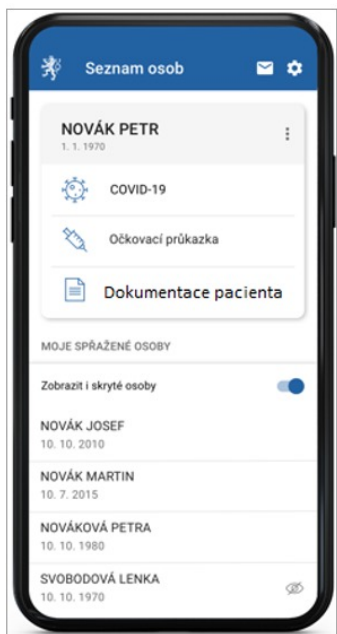 Seznam osob
NOVÁK PETR
1. 1. 1970
COVID-19
Očkovací průkazka
Dokumentace pacienta
MOJE SPŘAŽENÉ OSOBY
Zobrazit i skryté osoby
NOVÁK JOSEF
10. 10. 2010
NOVÁK MARTIN
10. 7. 2015
NOVÁKOVÁ PETRA
10. 10. 1980
SVOBODOVÁ LENKA
10. 10. 1970